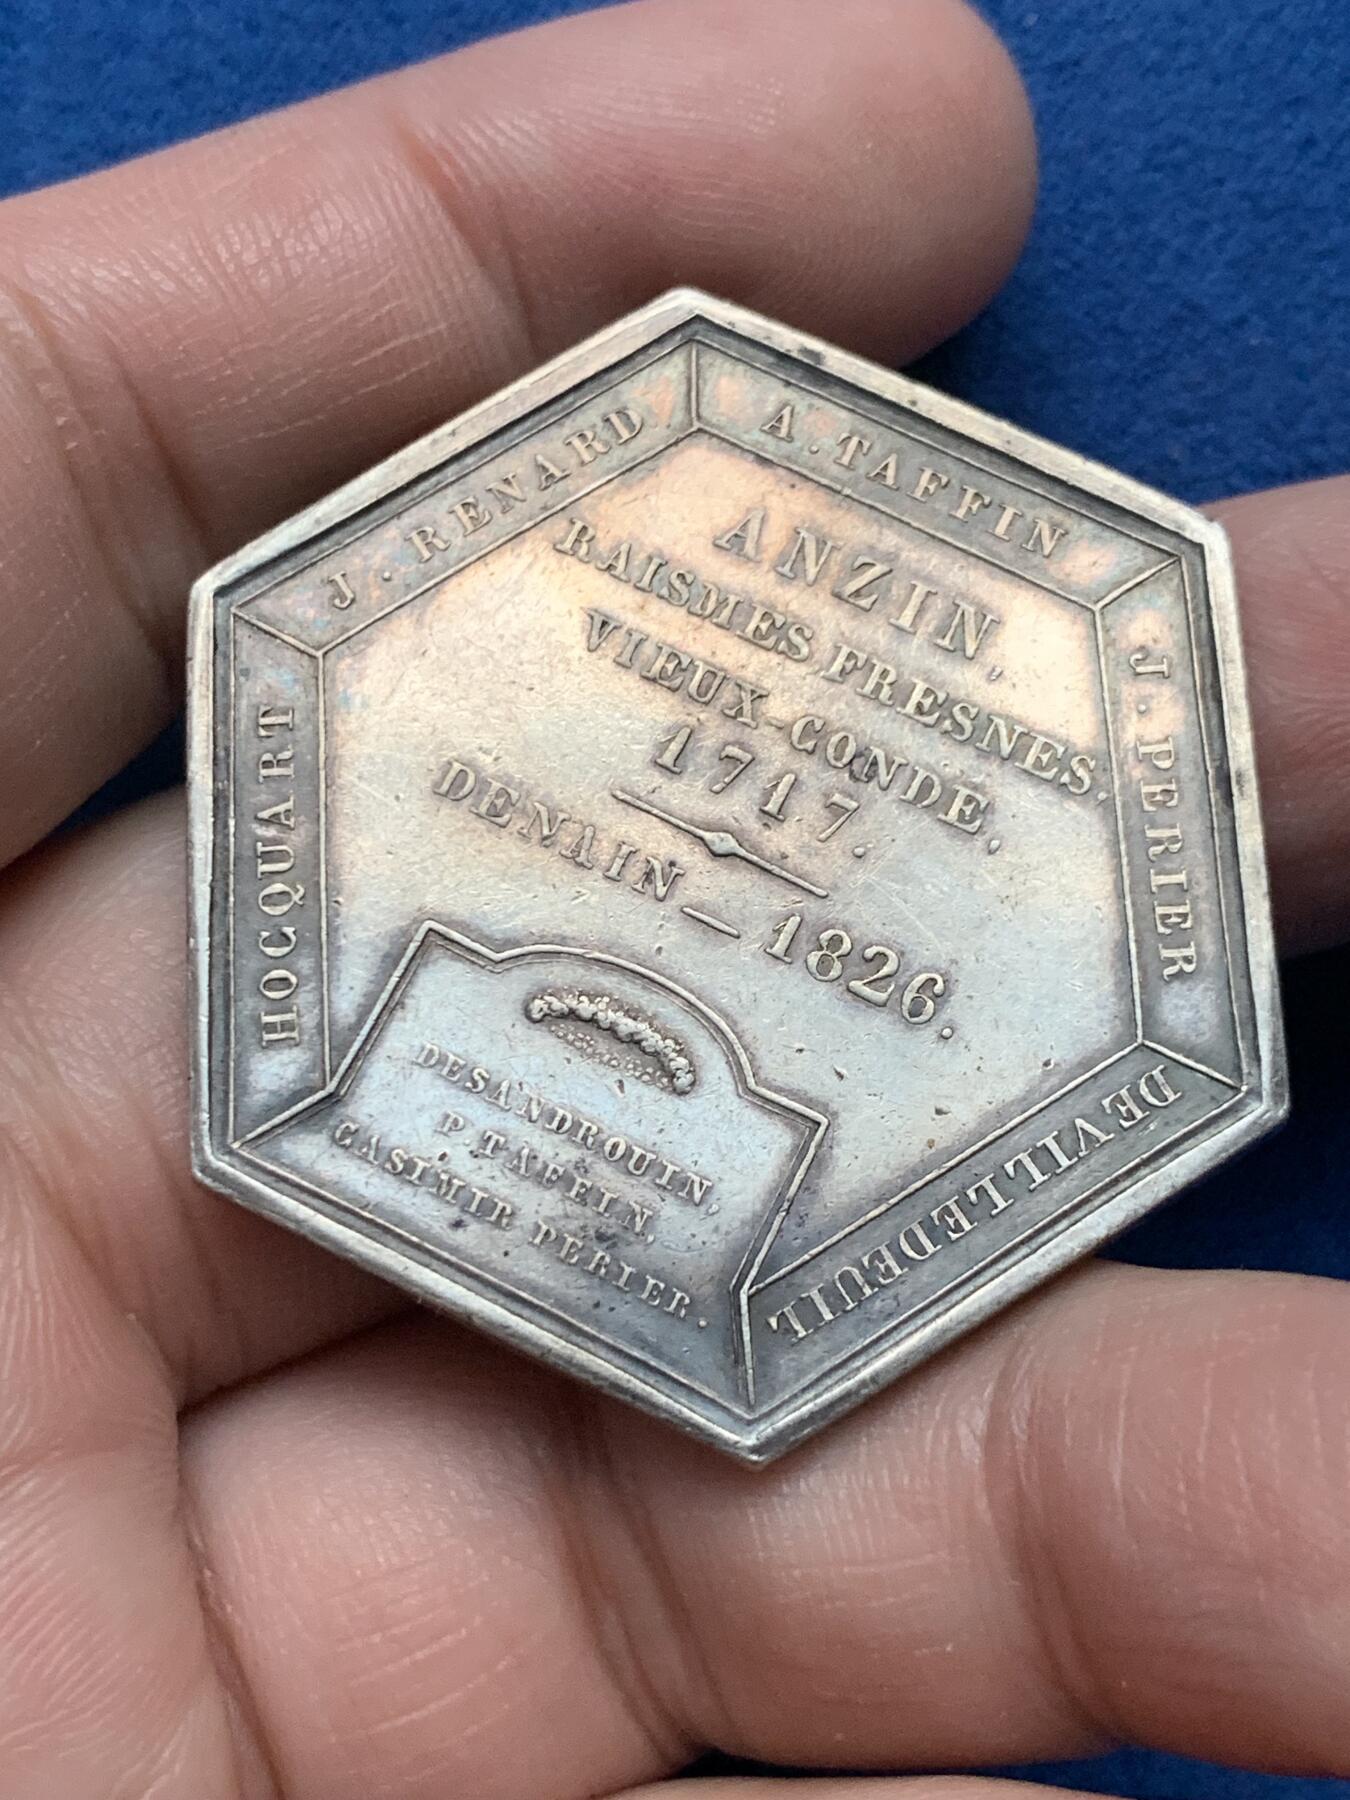 HOCQUART
J. RENARD
A. TAFFIN
J. PERIER
DEVILLEDEUIL
ANZIN,
RAISMES FRESNES.
VIEUX-CONDE,
1717.
DENAIN — 1826.
DESANDROUIN,
P. TAFFIN,
CASIMIR PERIER.